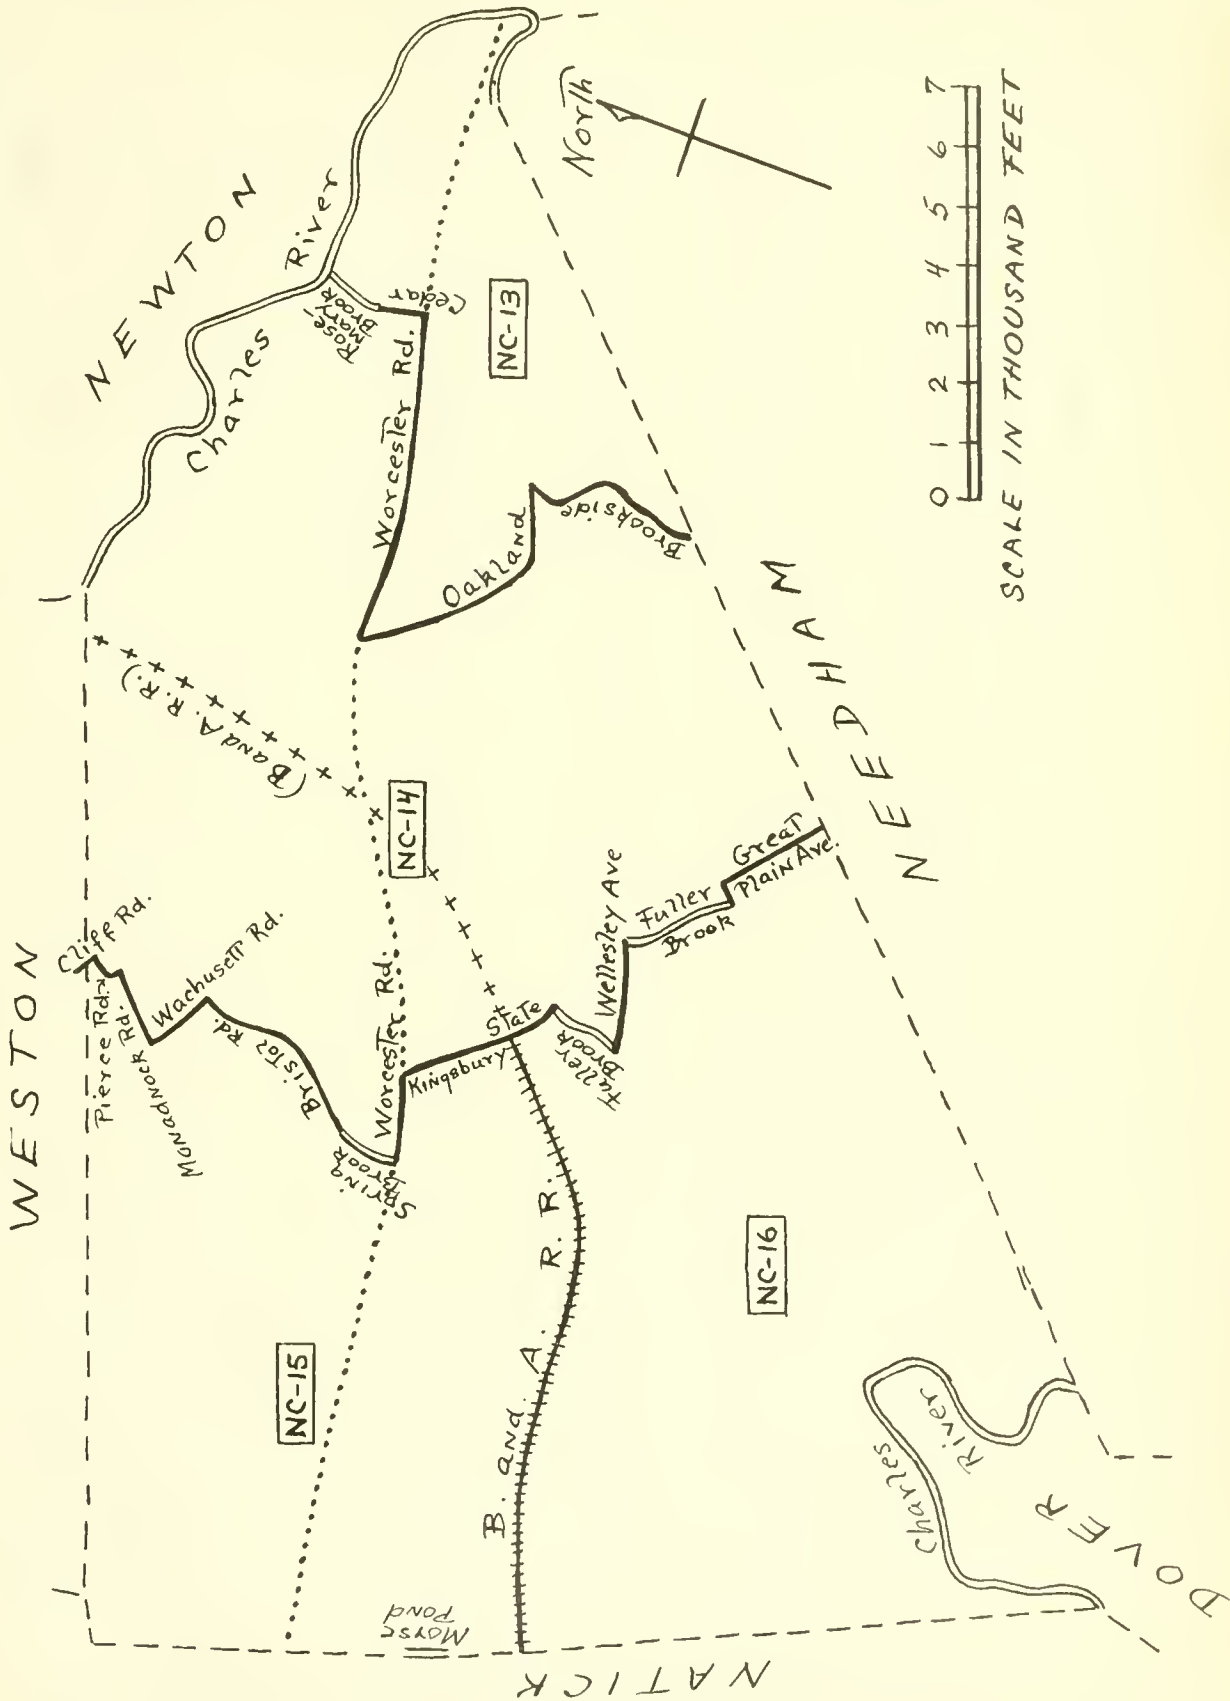 WESTON
NEWTON
Charles River
North
Rose-
Mary
Brook
Cedar
NC-13
Worcester Rd.
Oakland
Brookside
(B and A. R. R.)
NC-14
Cliff Rd.
Pierce Rd.
Monadnock Rd.
Wachusett Rd.
Bristol Rd.
Spring
Brook
Worcester Rd.
Kingsbury
State
Fuller
Brook
Wellesley Ave
Fuller
Brook
Great
Plain Ave.
NEEDHAM
NC-15
B. and A. R. R.
NC-16
Morse
Pond
NATICK
Charles River
DOVER
0 1 2 3 4 5 6 7
SCALE IN THOUSAND FEET